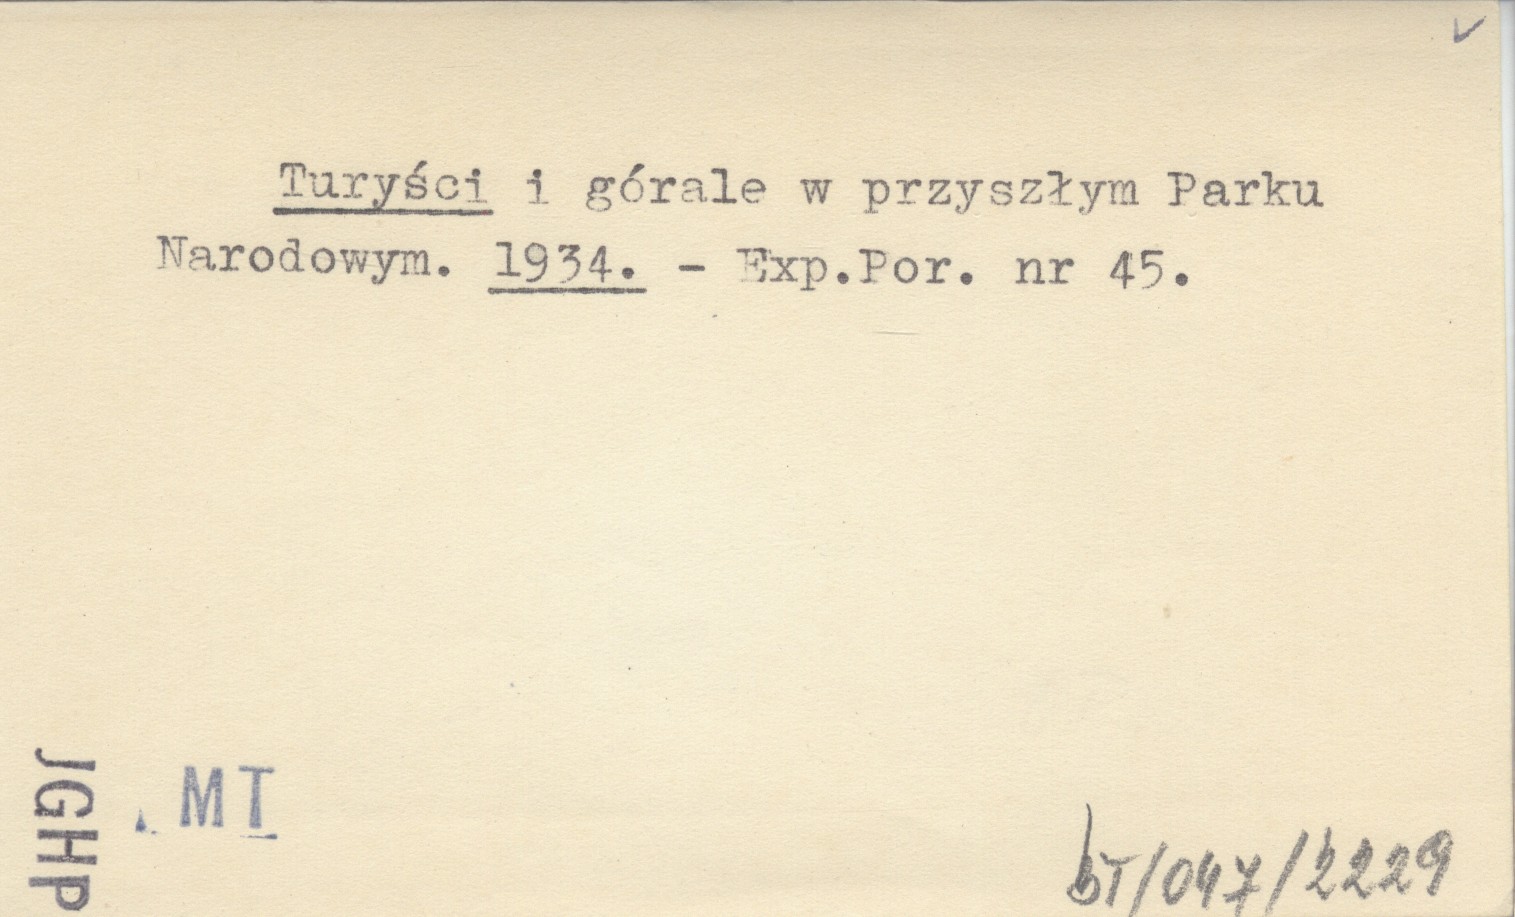 Turyści i górale w przyszłym Parku
Narodowym. 1934. - Exp.Por. nr 45.
MT
JGHP
bT/047/2229